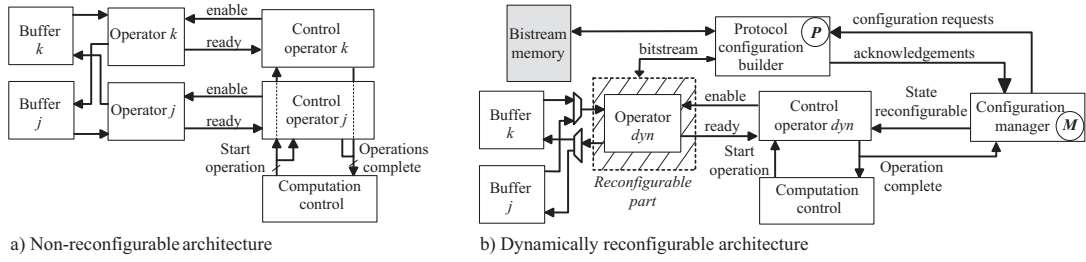 Buffer
k
Operator k
enable
ready
Control
operator k
Buffer
j
Operator j
enable
ready
Control
operator j
Start
operation
Operations
complete
Computation
control
a) Non-reconfigurable architecture
Bistream
memory
bitstream
Protocol
configuration
builder
P
configuration requests
acknowledgements
State
reconfigurable
Configuration
manager
M
Buffer
k
Operator
dyn
enable
ready
Control
operator dyn
Start
operation
Operation
complete
Reconfigurable
part
Buffer
j
Computation
control
b) Dynamically reconfigurable architecture